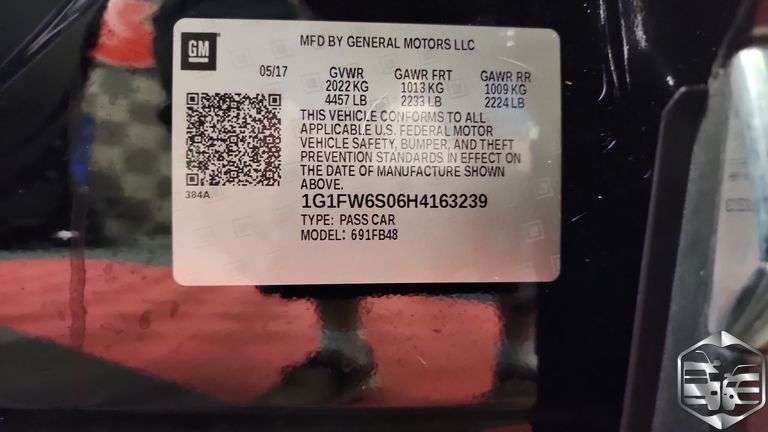 GM
MFD BY GENERAL MOTORS LLC
05/17 GVWR GAWR FRT GAWR RR
2022 KG 1013 KG 1009 KG
4457 LB 2233 LB 2224 LB
THIS VEHICLE CONFORMS TO ALL
APPLICABLE U.S. FEDERAL MOTOR
VEHICLE SAFETY, BUMPER, AND THEFT
PREVENTION STANDARDS IN EFFECT ON
THE DATE OF MANUFACTURE SHOWN
ABOVE.
384A
1G1FW6S06H4163239
TYPE: PASS CAR
MODEL: 691FB48